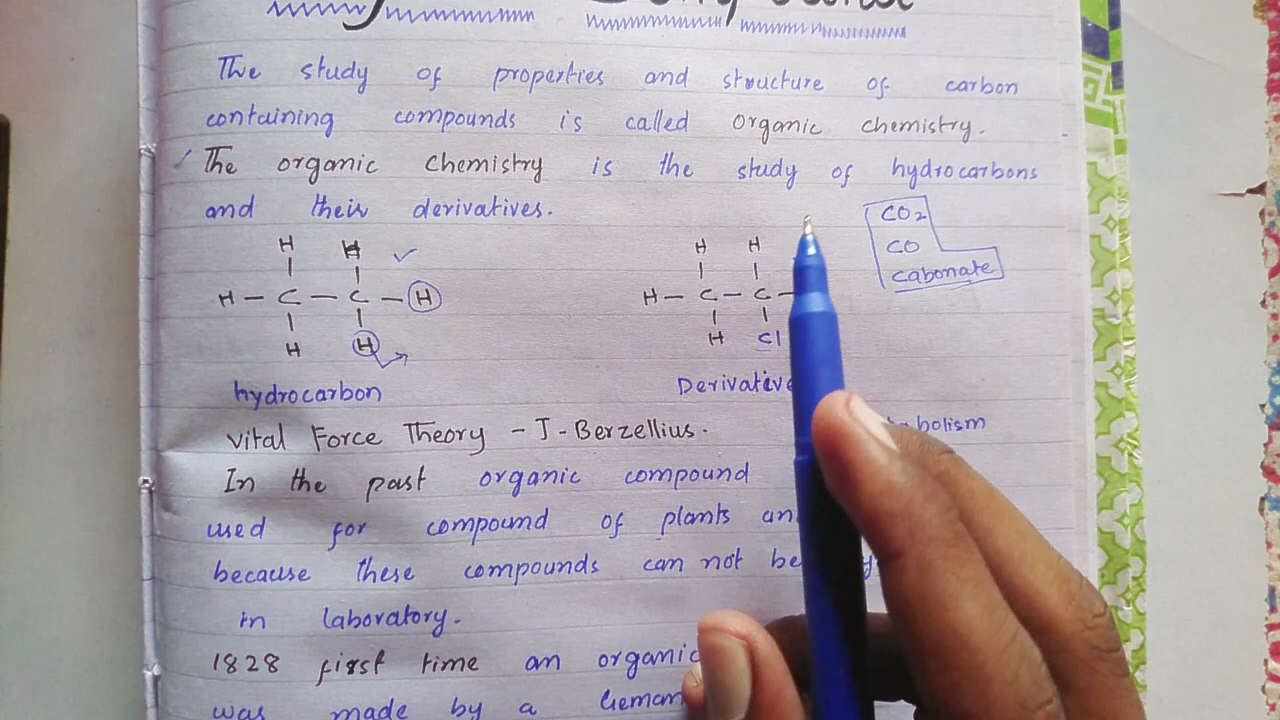 The study of properties and structure of carbon
containing compounds is called organic chemistry.
The organic chemistry is the study of hydrocarbons
and their derivatives.
CO2
CO
cabonate
H H
H - C - C - H
H H
hydrocarbon
H H
H - C - C -
H Cl
Derivative
Vital Force Theory - J-Berzellius.
In the past organic compound
used for compound of plants
because these compounds can not be
in laboratory.
1828 first time an organic
was made by a German